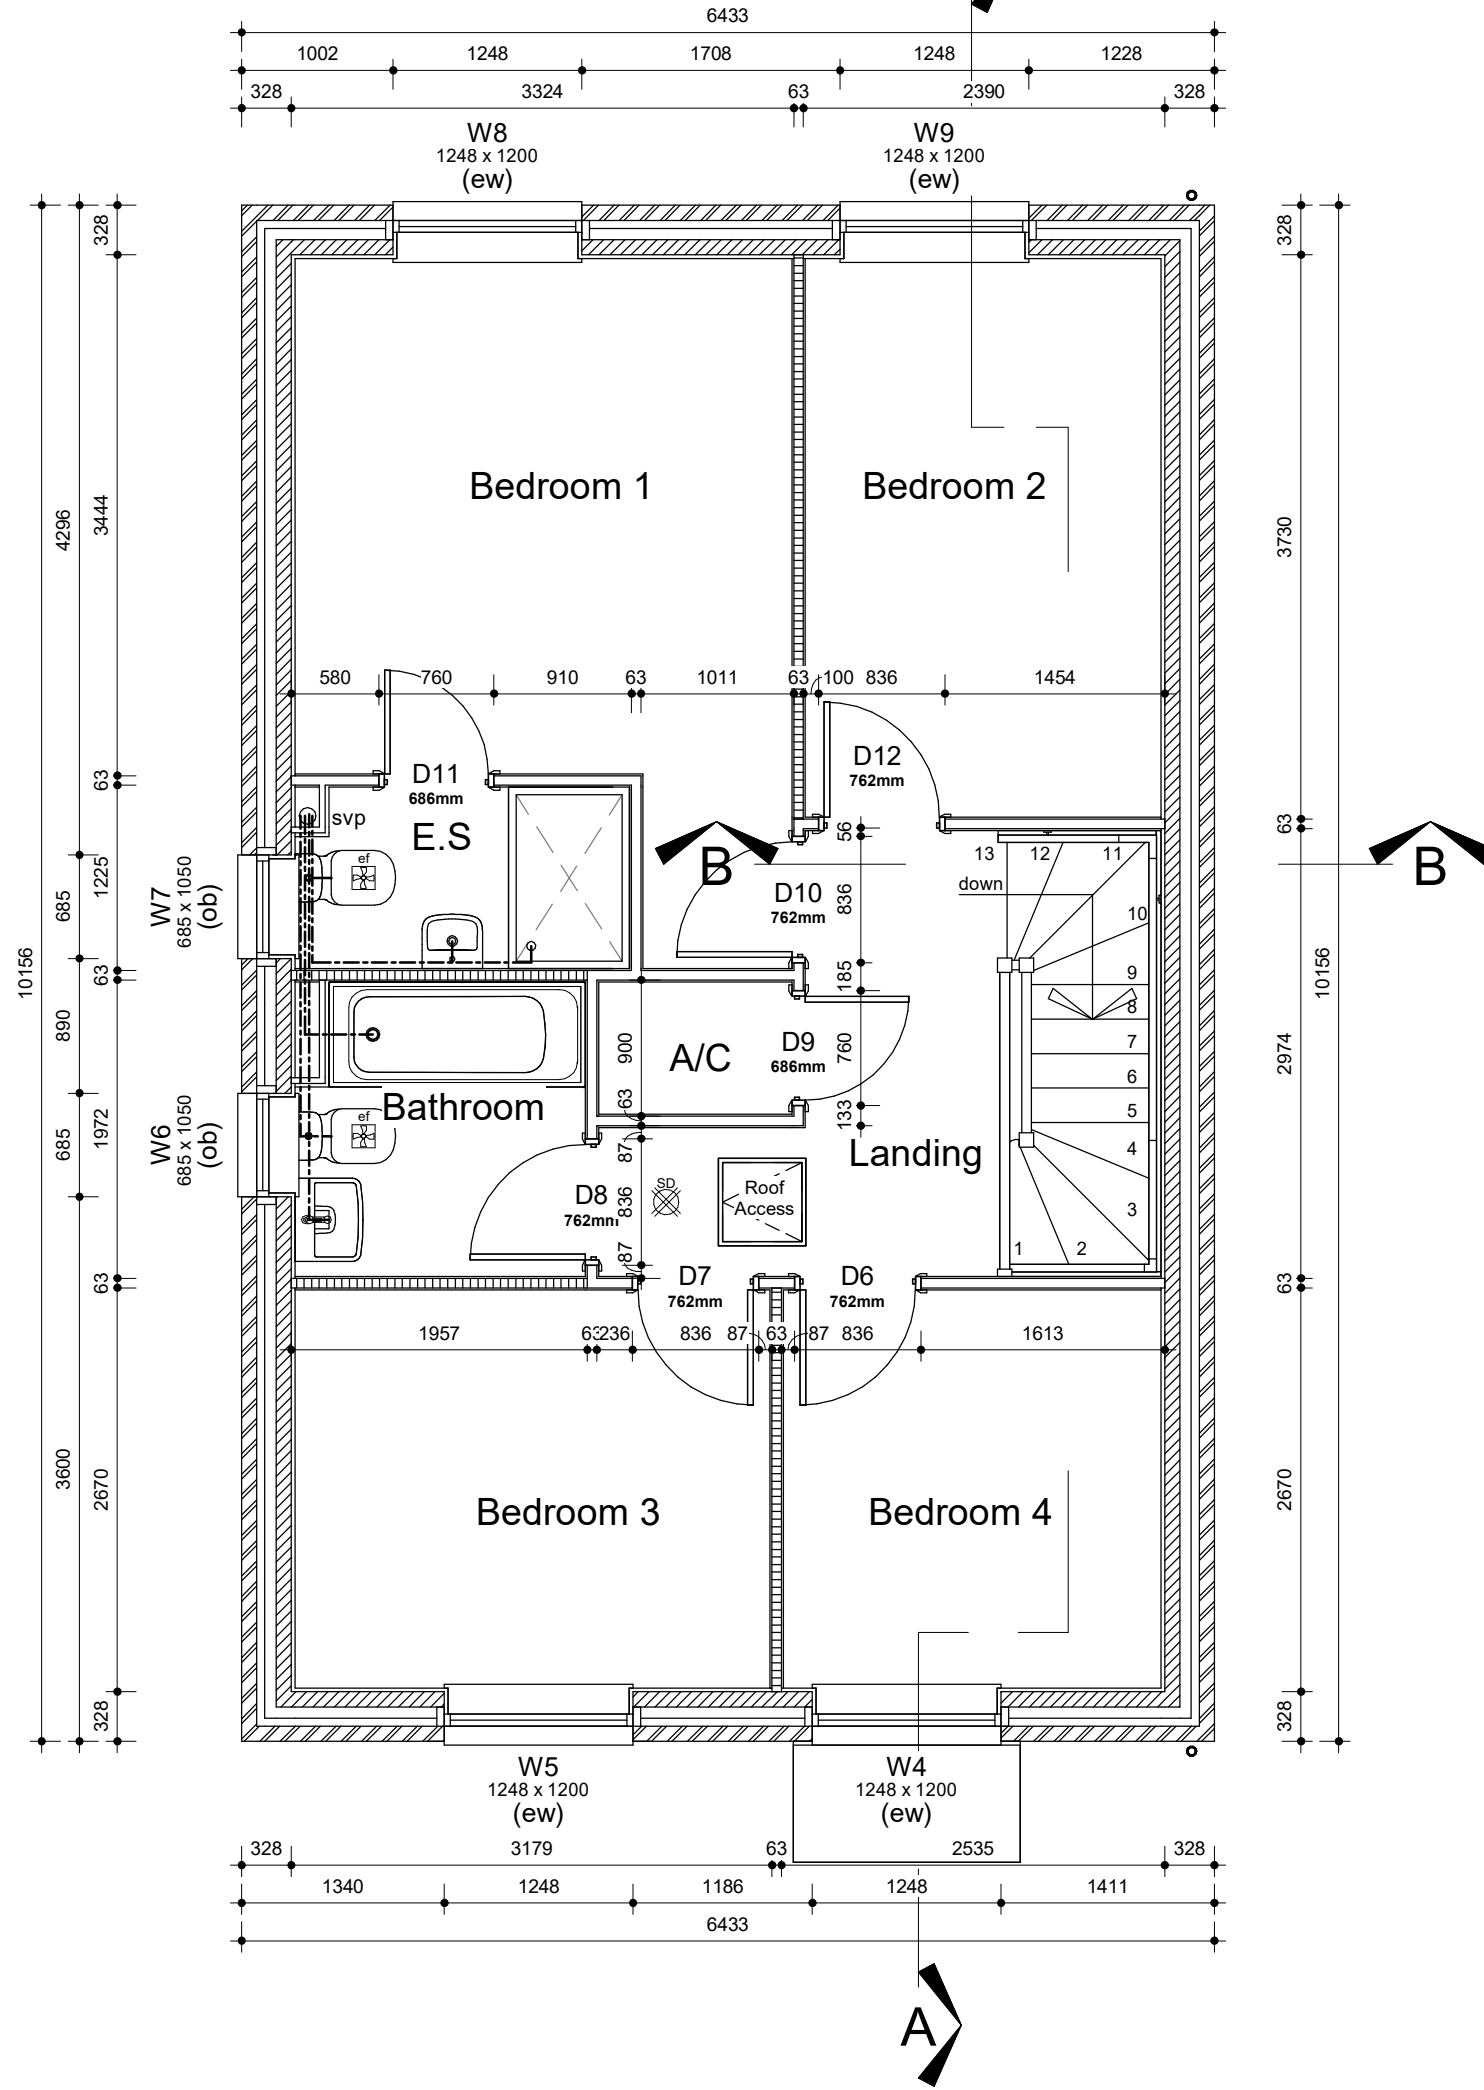 6433
1002 1248 1708 1248 1228
328 3324 63 2390 328
W8
1248 x 1200
(ew)
W9
1248 x 1200
(ew)
328
3444
4296
63
1225
685
63
10156
890
1972
685
63
3600
2670
328
W7
685 x 1050
(ob)
W6
685 x 1050
(ob)
Bedroom 1
Bedroom 2
580 760 910 63 1011 63 100 836 1454
D11
686mm
E.S
svp
ef
D12
762mm
56
B
D10
762mm
836
185
13 12 11
down
10
9
8
7
6
5
4
3
2
1
900
A/C
D9
686mm
760
63
133
Bathroom
ef
87
Landing
D8
762mm
836
SD
Roof
Access
87
D7
762mm
D6
762mm
1957 63 236 836 87 63 87 836 1613
Bedroom 3
Bedroom 4
328
3730
63
B
2974
10156
63
2670
328
W5
1248 x 1200
(ew)
W4
1248 x 1200
(ew)
328 3179 63 2535 328
1340 1248 1186 1248 1411
6433
A